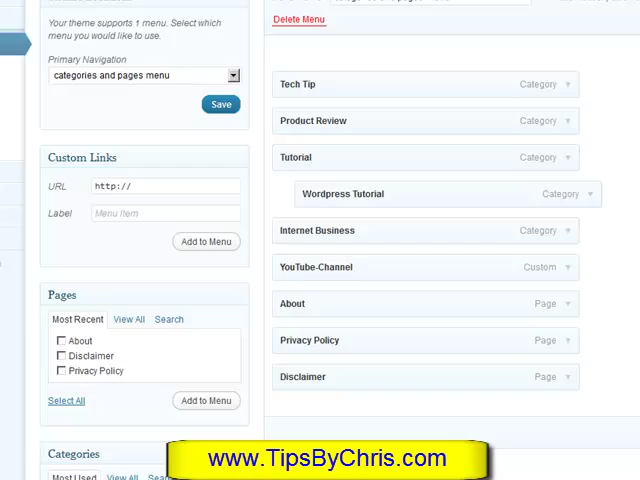 Your theme supports 1 menu. Select which
menu you would like to use.
Primary Navigation
categories and pages menu
Save
Custom Links
URL http://
Label Menu Item
Add to Menu
Pages
Most Recent View All Search
About
Disclaimer
Privacy Policy
Select All Add to Menu
Categories
Most Used View All
Delete Menu
Tech Tip Category
Product Review Category
Tutorial Category
Wordpress Tutorial Category
Internet Business Category
YouTube-Channel Custom
About Page
Privacy Policy Page
Disclaimer Page
www.TipsByChris.com